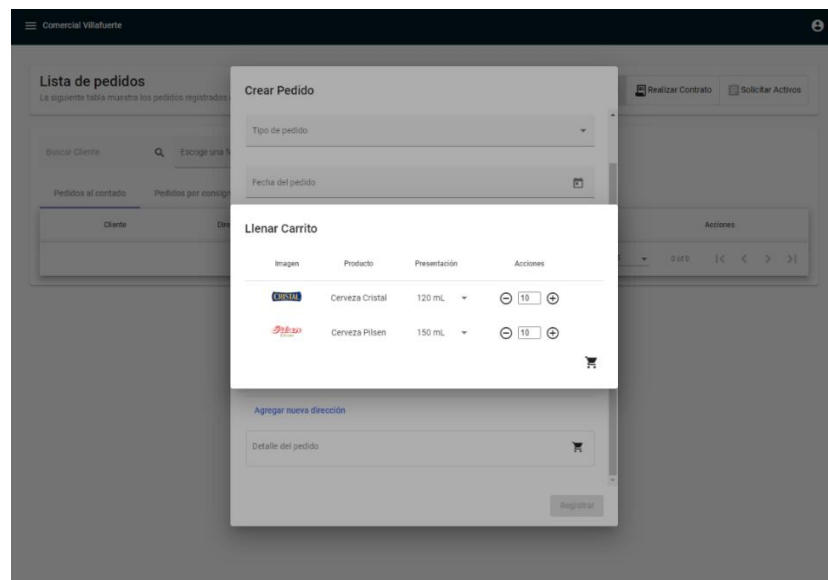 Comercial Villafuerte
Lista de pedidos
La siguiente tabla muestra los pedidos registrados
Realizar Contrato
Solicitar Activos
Crear Pedido
Tipo de pedido
Fecha del pedido
Buscar Cliente
Escoge una
Pedidos al contado
Pedidos por consign
Cliente
Acciones
0 of 0
Llenar Carrito
Imagen Producto Presentación Acciones
CRISTAL Cerveza Cristal 120 mL 10
Pilsen Cerveza Pilsen 150 mL 10
Agregar nueva dirección
Detalle del pedido
Registrar